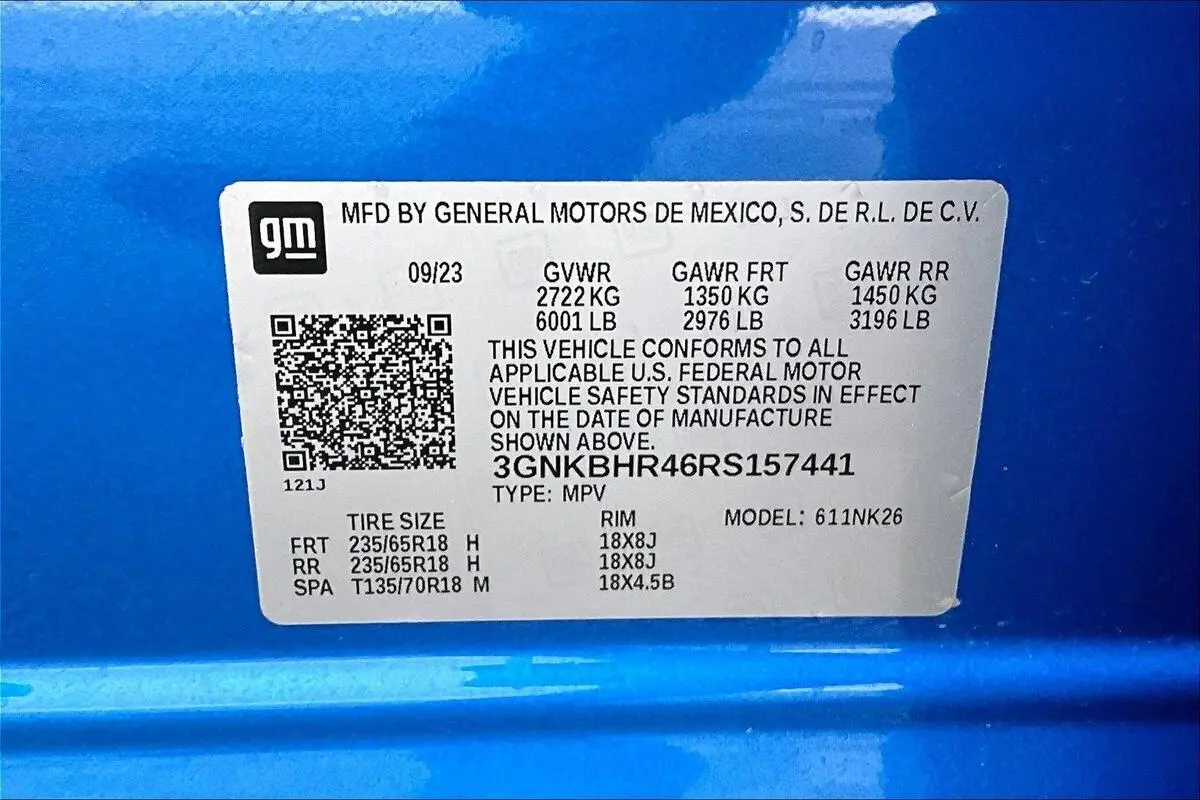 gm
MFD BY GENERAL MOTORS DE MEXICO, S. DE R.L. DE C.V.
09/23 GVWR GAWR FRT GAWR RR
2722 KG 1350 KG 1450 KG
6001 LB 2976 LB 3196 LB
THIS VEHICLE CONFORMS TO ALL
APPLICABLE U.S. FEDERAL MOTOR
VEHICLE SAFETY STANDARDS IN EFFECT
ON THE DATE OF MANUFACTURE
SHOWN ABOVE.
3GNKBHR46RS157441
121J
TYPE: MPV
TIRE SIZE RIM MODEL: 611NK26
FRT 235/65R18 H 18X8J
RR 235/65R18 H 18X8J
SPA T135/70R18 M 18X4.5B